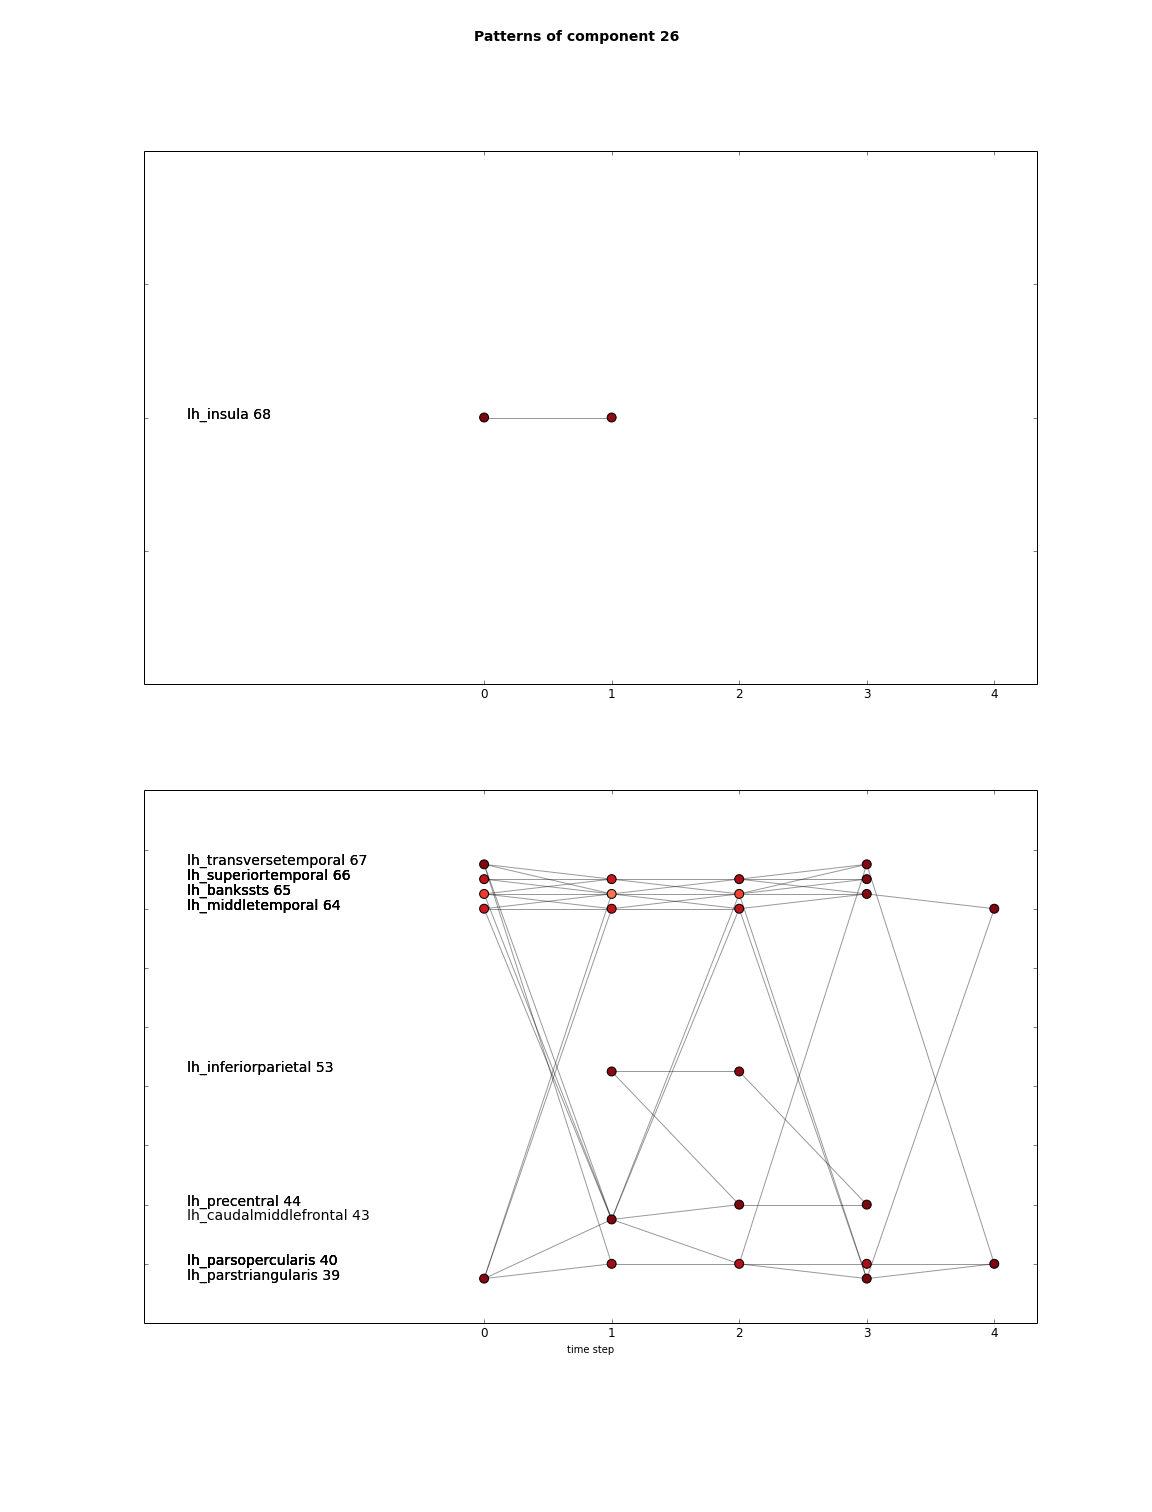 Patterns of component 26
lh_insula 68
0 1 2 3 4
lh_transversetemporal 67
lh_superiortemporal 66
lh_bankssts 65
lh_middletemporal 64
lh_inferiorparietal 53
lh_precentral 44
lh_caudalmiddlefrontal 43
lh_parsopercularis 40
lh_parstriangularis 39
0 1 2 3 4
time step